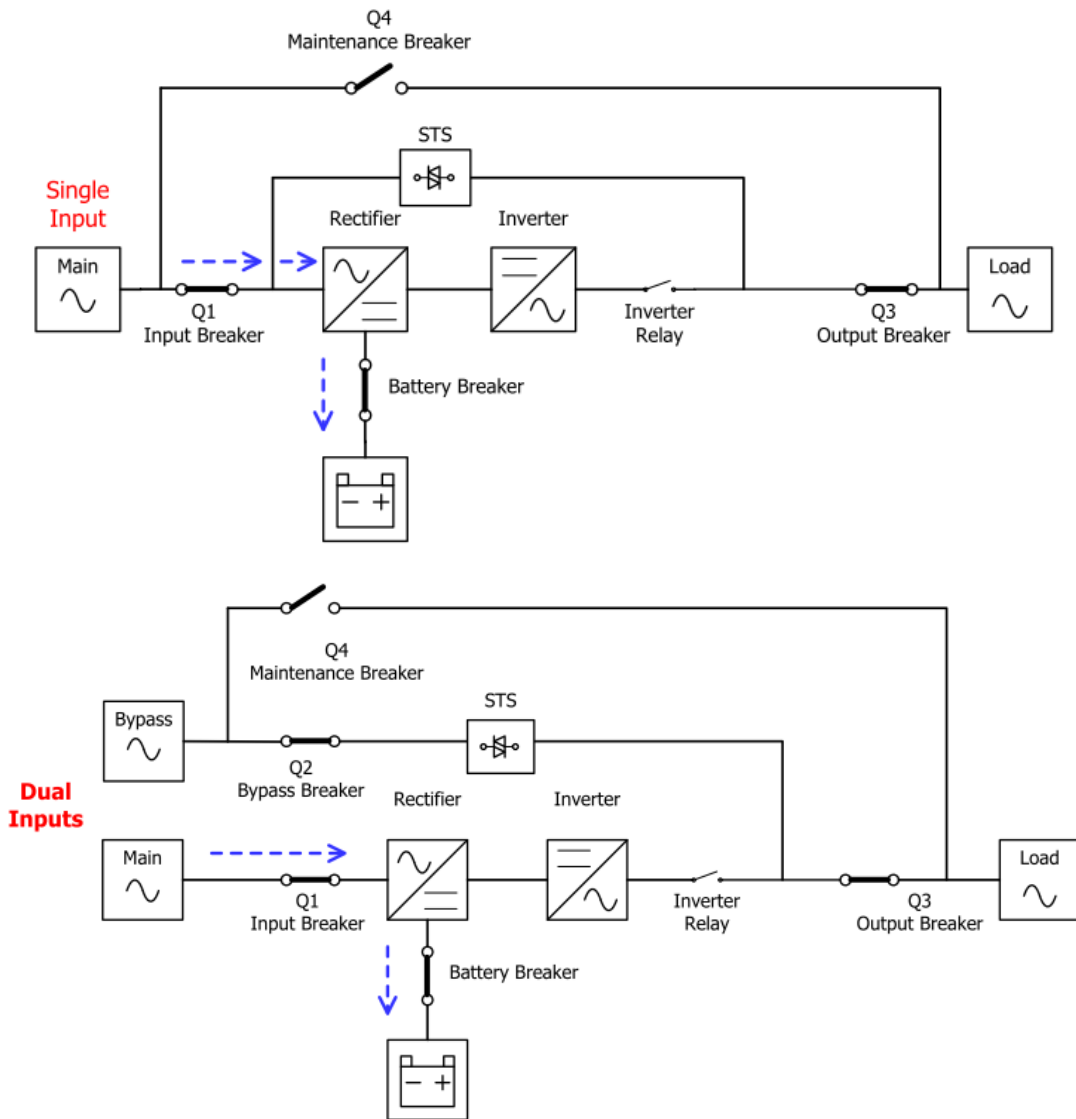 Q4
Maintenance Breaker
STS
Single
Input
Rectifier
Inverter
Main
Load
Q1
Input Breaker
Inverter
Relay
Q3
Output Breaker
Battery Breaker
Q4
Maintenance Breaker
STS
Bypass
Q2
Bypass Breaker
Dual
Inputs
Rectifier
Inverter
Main
Load
Q1
Input Breaker
Inverter
Relay
Q3
Output Breaker
Battery Breaker